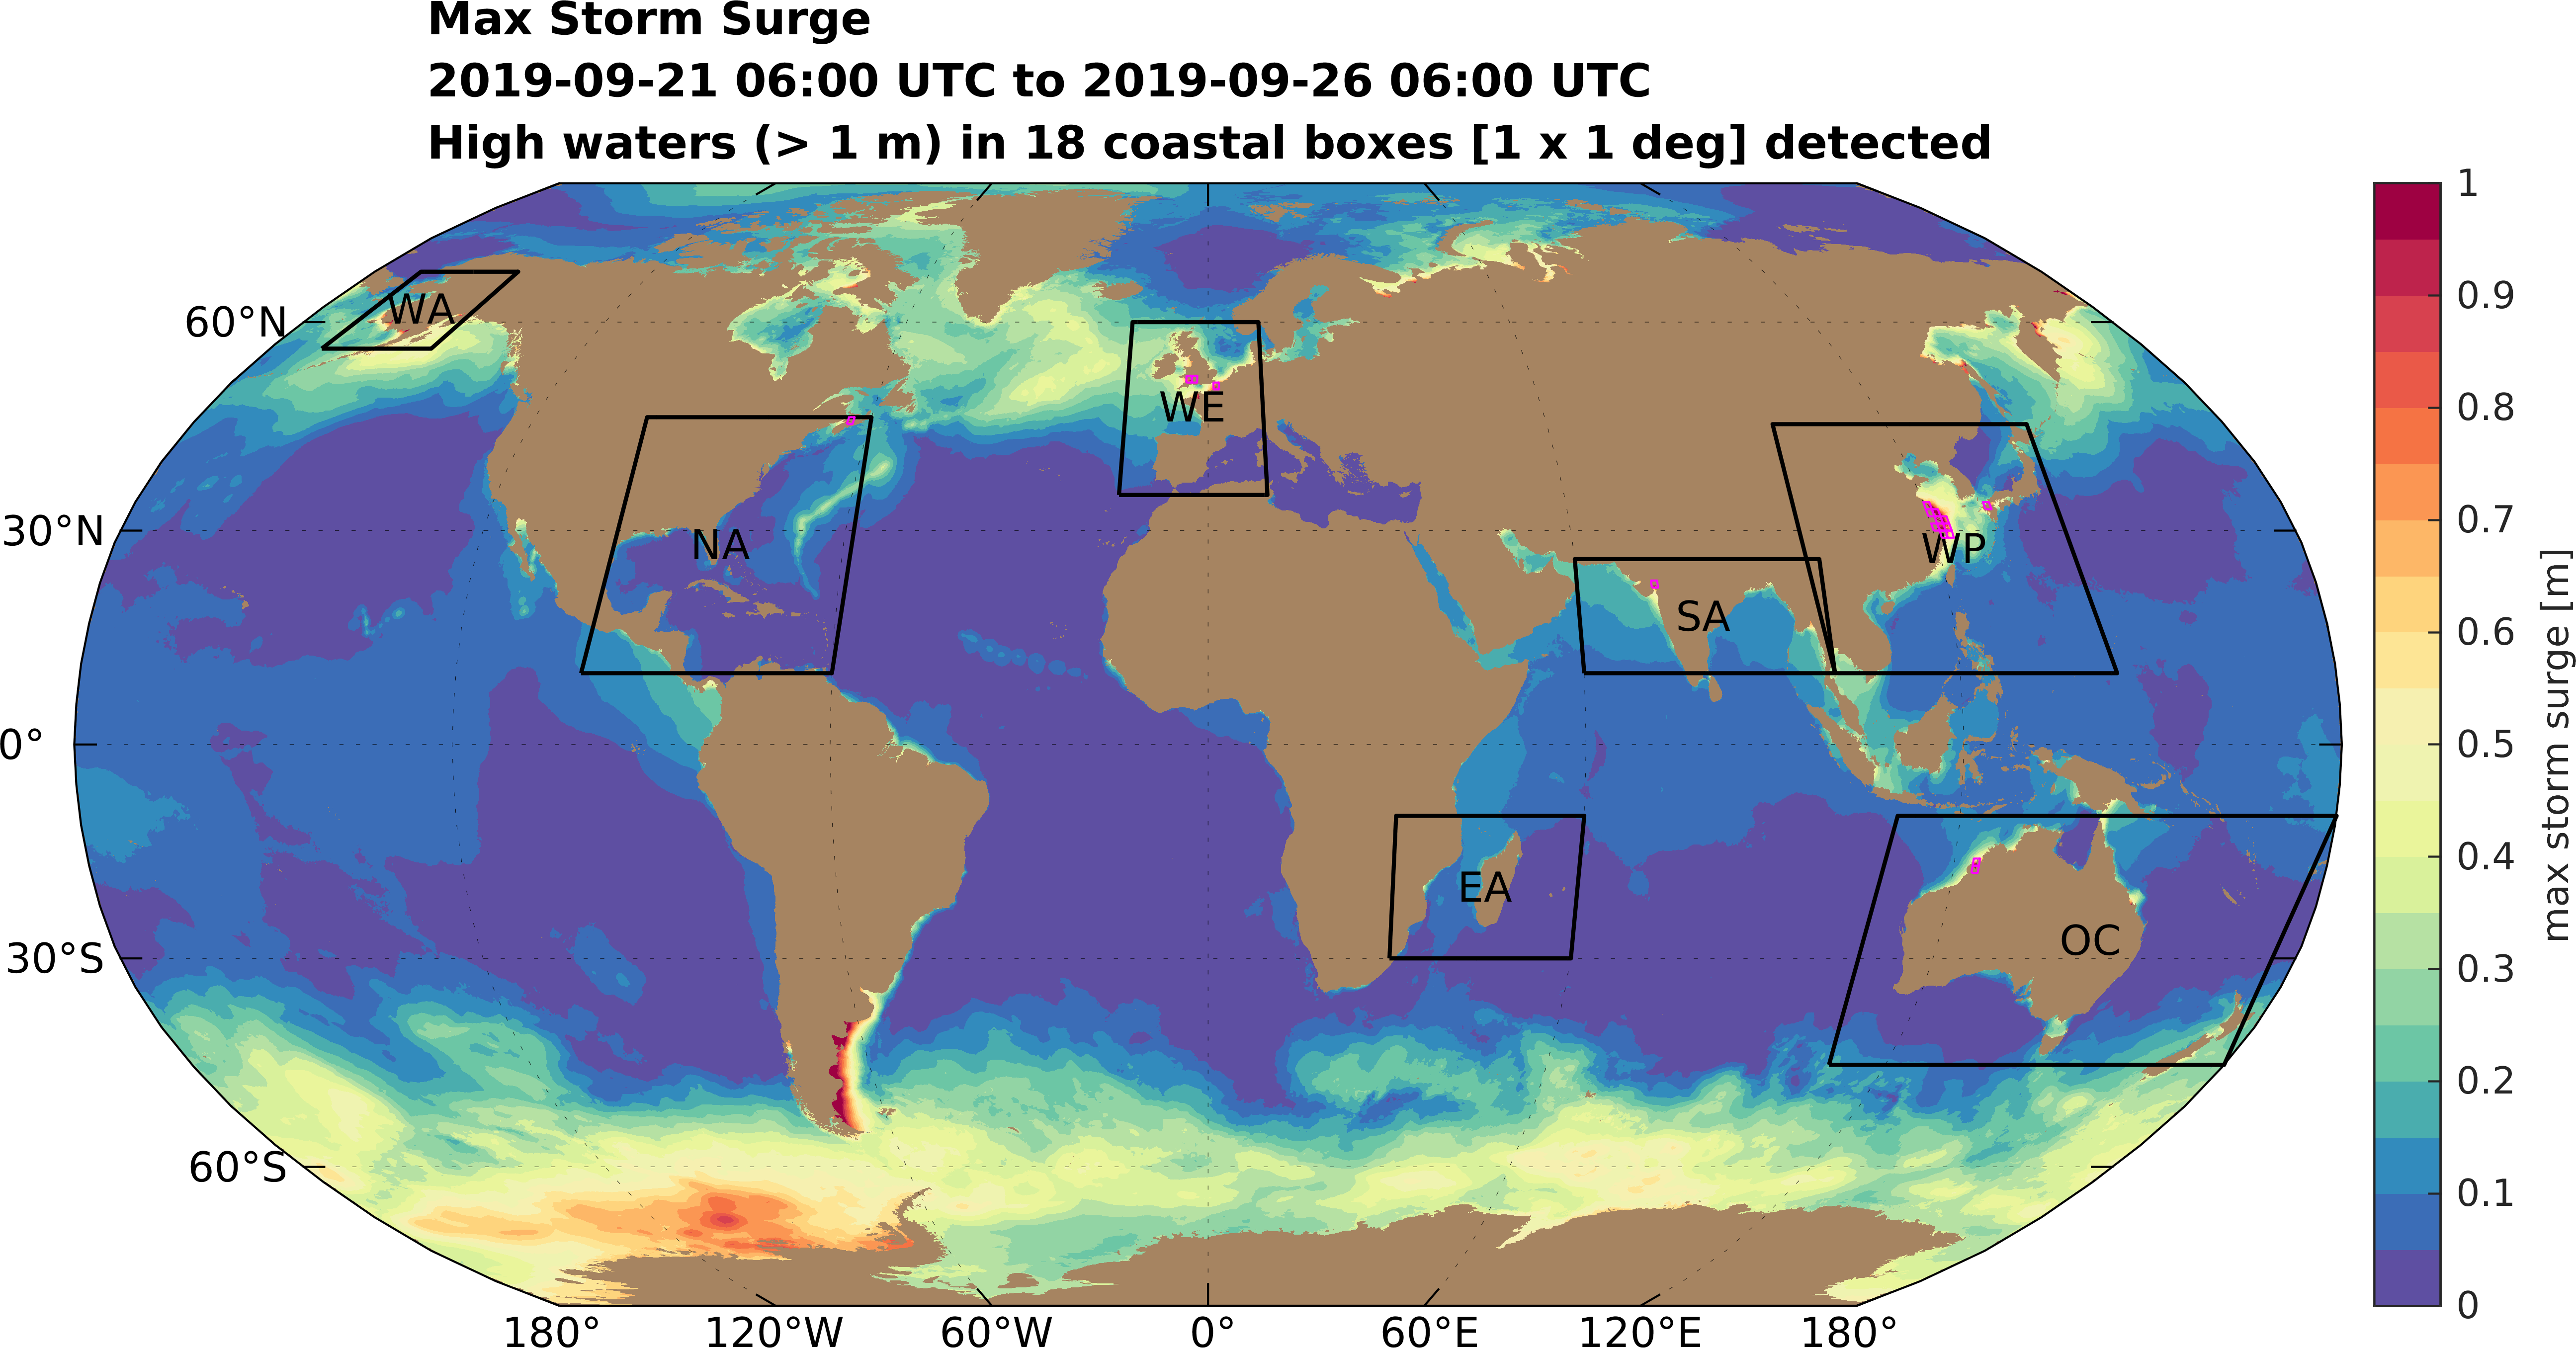 Max Storm Surge
2019-09-21 06:00 UTC to 2019-09-26 06:00 UTC
High waters (> 1 m) in 18 coastal boxes [1 x 1 deg] detected
WA
60°N
WE
NA
30°N
WP
SA
0°
EA
OC
30°S
60°S
180°
120°W
60°W
0°
60°E
120°E
180°
1
0.9
0.8
0.7
0.6
0.5
0.4
0.3
0.2
0.1
0
max storm surge [m]